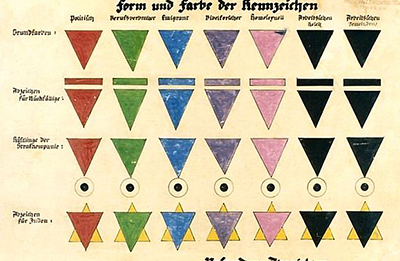 Form und Farbe der Kennzeichen
Politisch Berufsverbrecher Emigrant Bibelforscher Homosexuell Arbeitsscheu Reich Arbeitsscheu
Grundfarben:
Abzeichen
für Rückfällige:
Häftlinge der
Strafkompanie:
Abzeichen
für Juden: